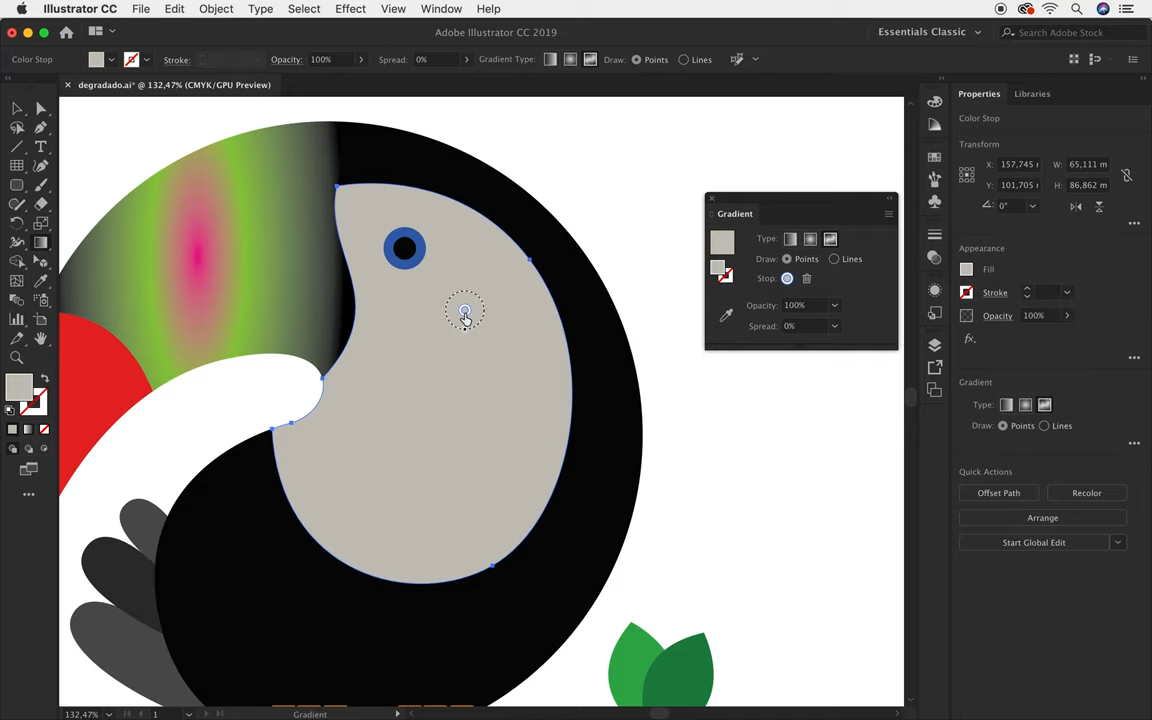 Illustrator CC File Edit Object Type Select Effect View Window Help
Adobe Illustrator CC 2019
Essentials Classic
Search Adobe Stock
Color Stop
Stroke:
Opacity: 100%
Spread: 0%
Gradient Type:
Draw: Points Lines
degradado.ai* @ 132,47% (CMYK/GPU Preview)
Properties Libraries
Color Stop
Transform
X: 157,745 W: 65,111 m
Y: 101,705 H: 86,862 m
0°
Appearance
Fill
Stroke
Opacity 100%
fx.
Gradient
Type:
Draw: Points Lines
Quick Actions
Offset Path Recolor
Arrange
Start Global Edit
Gradient
Type:
Draw: Points Lines
Stop:
Opacity: 100%
Spread: 0%
132,47% 1 Gradient